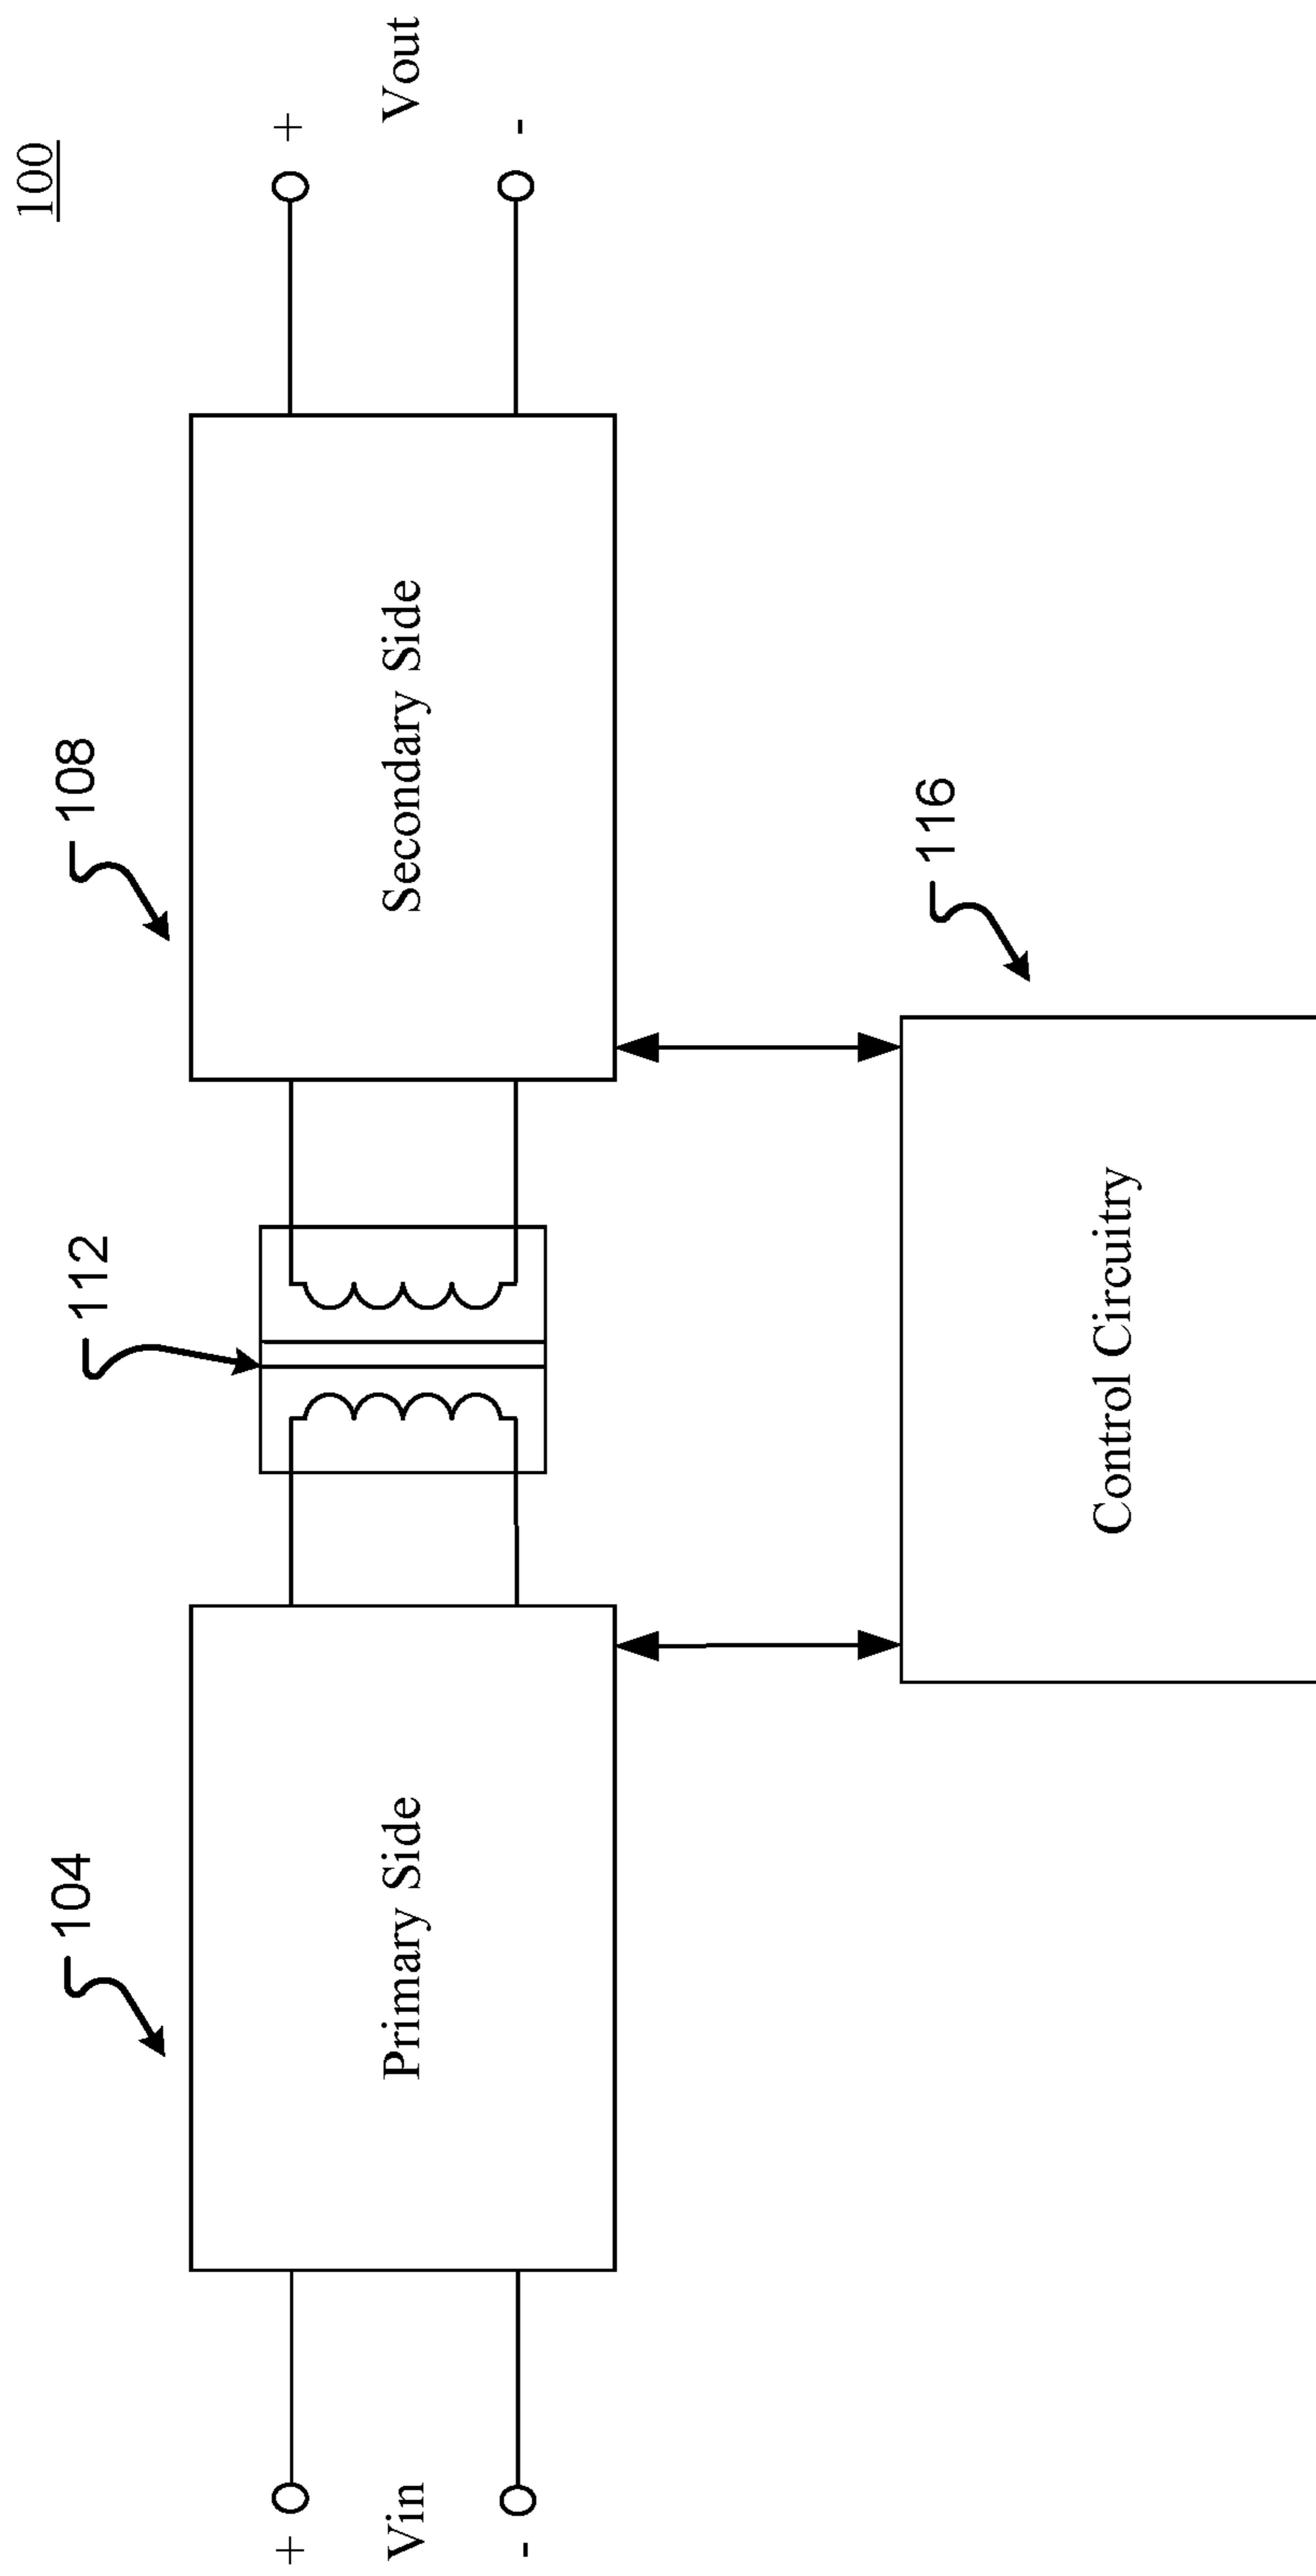 100
108
112
104
+
+
Vin
Primary Side
Secondary Side
Vout
-
-
116
Control Circuitry